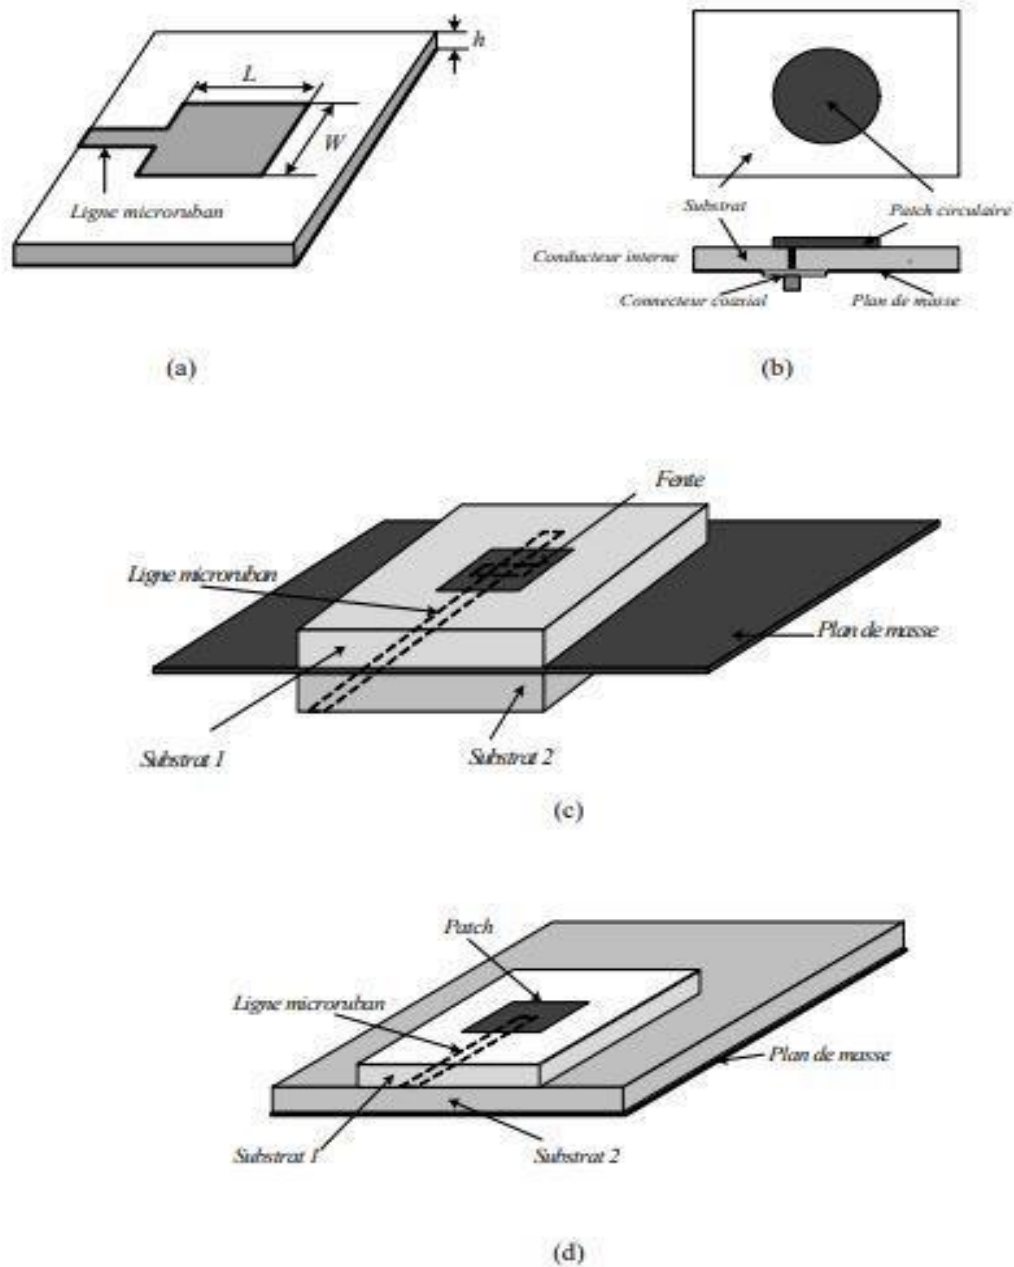 h
L
W
Ligne microruban
(a)
Substrat
Patch circulaire
Conducteur interne
Connecteur coaxial
Plan de masse
(b)
Fente
Ligne microruban
Plan de masse
Substrat 1
Substrat 2
(c)
Patch
Ligne microruban
Plan de masse
Substrat 1
Substrat 2
(d)